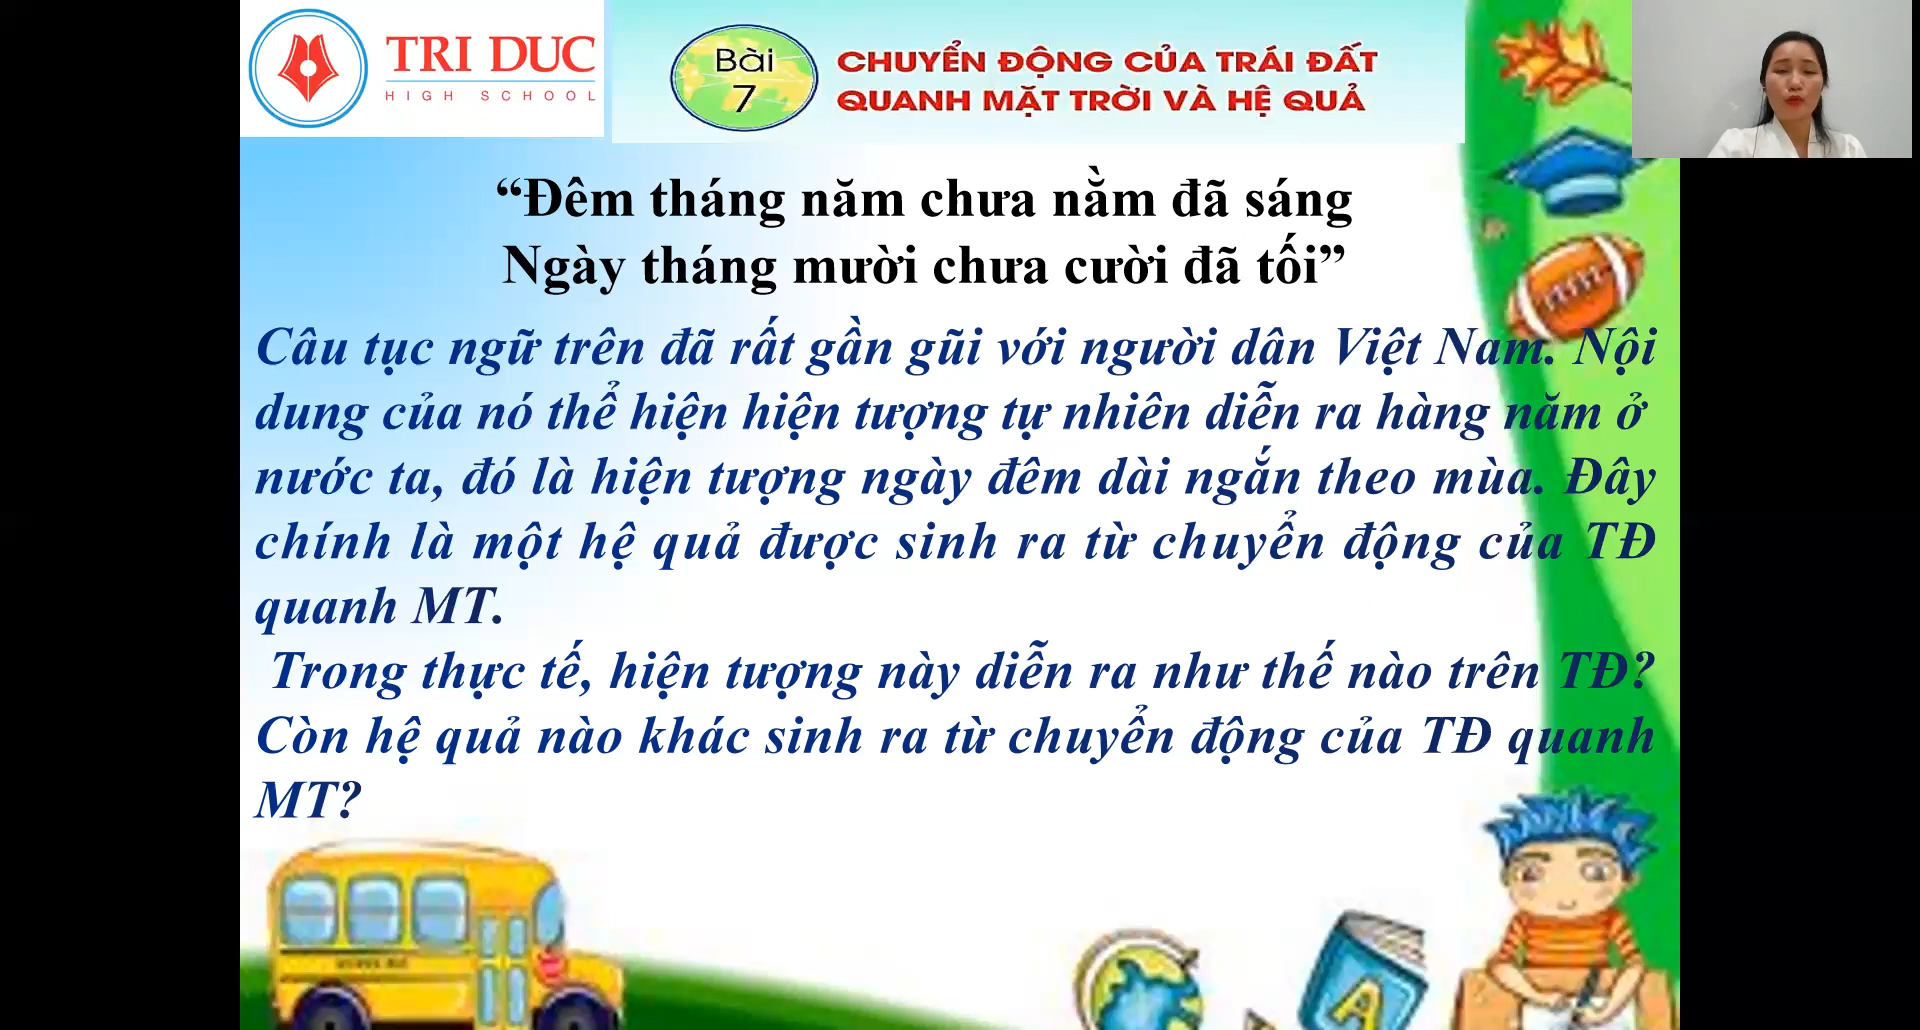 TRI DUC
HIGH SCHOOL
Bài
7
CHUYỂN ĐỘNG CỦA TRÁI ĐẤT
QUANH MẶT TRỜI VÀ HỆ QUẢ
“Đêm tháng năm chưa nằm đã sáng
Ngày tháng mười chưa cười đã tối”
Câu tục ngữ trên đã rất gần gũi với người dân Việt Nam. Nội
dung của nó thể hiện hiện tượng tự nhiên diễn ra hàng năm ở
nước ta, đó là hiện tượng ngày đêm dài ngắn theo mùa. Đây
chính là một hệ quả được sinh ra từ chuyển động của TĐ
quanh MT.
Trong thực tế, hiện tượng này diễn ra như thế nào trên TĐ?
Còn hệ quả nào khác sinh ra từ chuyển động của TĐ quanh
MT?
A